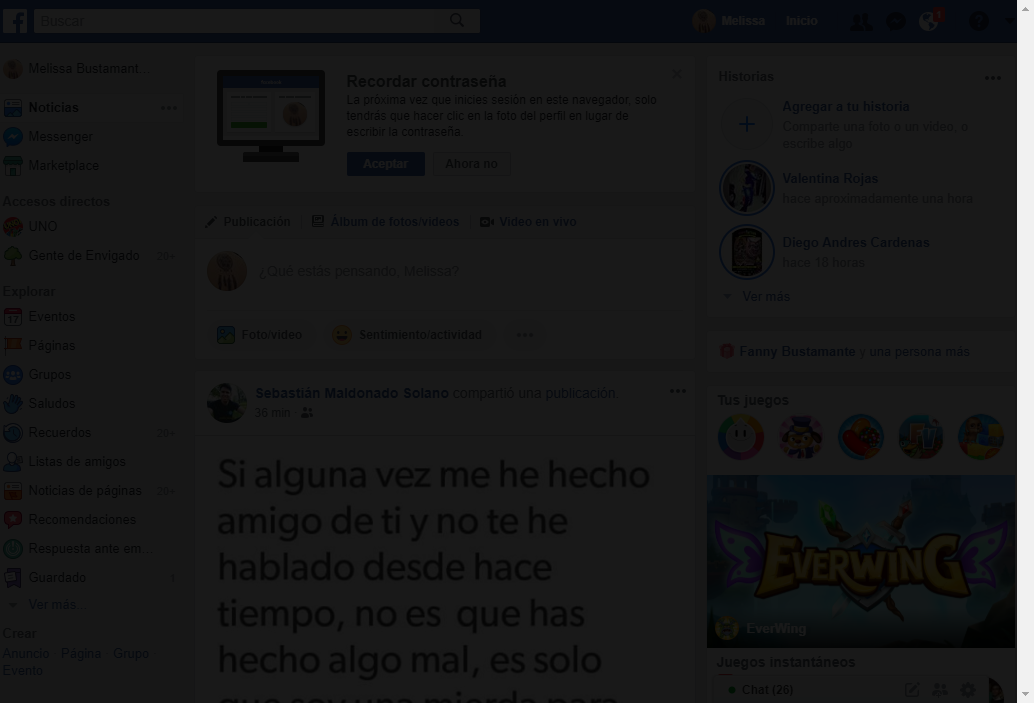 Buscar
Melissa
Inicio
Melissa Bustamant...
Noticias
Messenger
Marketplace
Accesos directos
UNO
Gente de Envigado 20+
Explorar
Eventos
Páginas
Grupos
Saludos
Recuerdos 20+
Listas de amigos
Noticias de páginas 20+
Recomendaciones
Respuesta ante em...
Guardado 1
Ver más...
Crear
Anuncio Página Grupo
Evento
Recordar contraseña
La próxima vez que inicies sesión en este navegador, solo
tendrás que hacer clic en la foto del perfil en lugar de
escribir la contraseña.
Aceptar Ahora no
Publicación Álbum de fotos/videos Video en vivo
¿Qué estás pensando, Melissa?
Foto/video Sentimiento/actividad
Sebastián Maldonado Solano compartió una publicación.
36 min
Si alguna vez me he hecho
amigo de ti y no te he
hablado desde hace
tiempo, no es que has
hecho algo mal, es solo
que soy una mierda para
Historias
Agregar a tu historia
Comparte una foto o un video, o
escribe algo
Valentina Rojas
hace aproximadamente una hora
Diego Andres Cardenas
hace 16 horas
Ver más
Fanny Bustamante y una persona más
Tus juegos
EVERWING
EverWing
Juegos instantáneos
Chat (26)